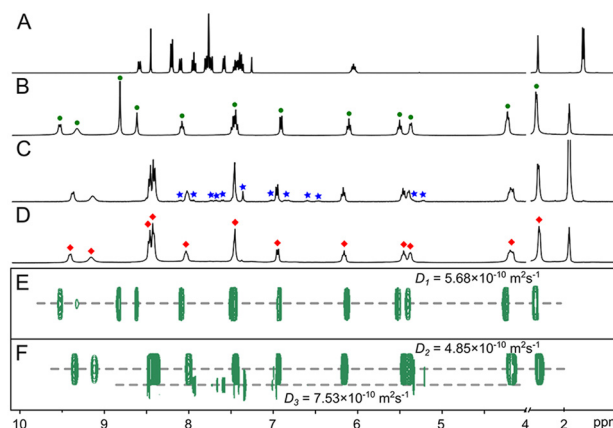 A
B
C
D
E
D₁ = 5.68×10⁻¹⁰ m²s⁻¹
F
D₂ = 4.85×10⁻¹⁰ m²s⁻¹
D₃ = 7.53×10⁻¹⁰ m²s⁻¹
10 9 8 7 6 5 4 2 ppm